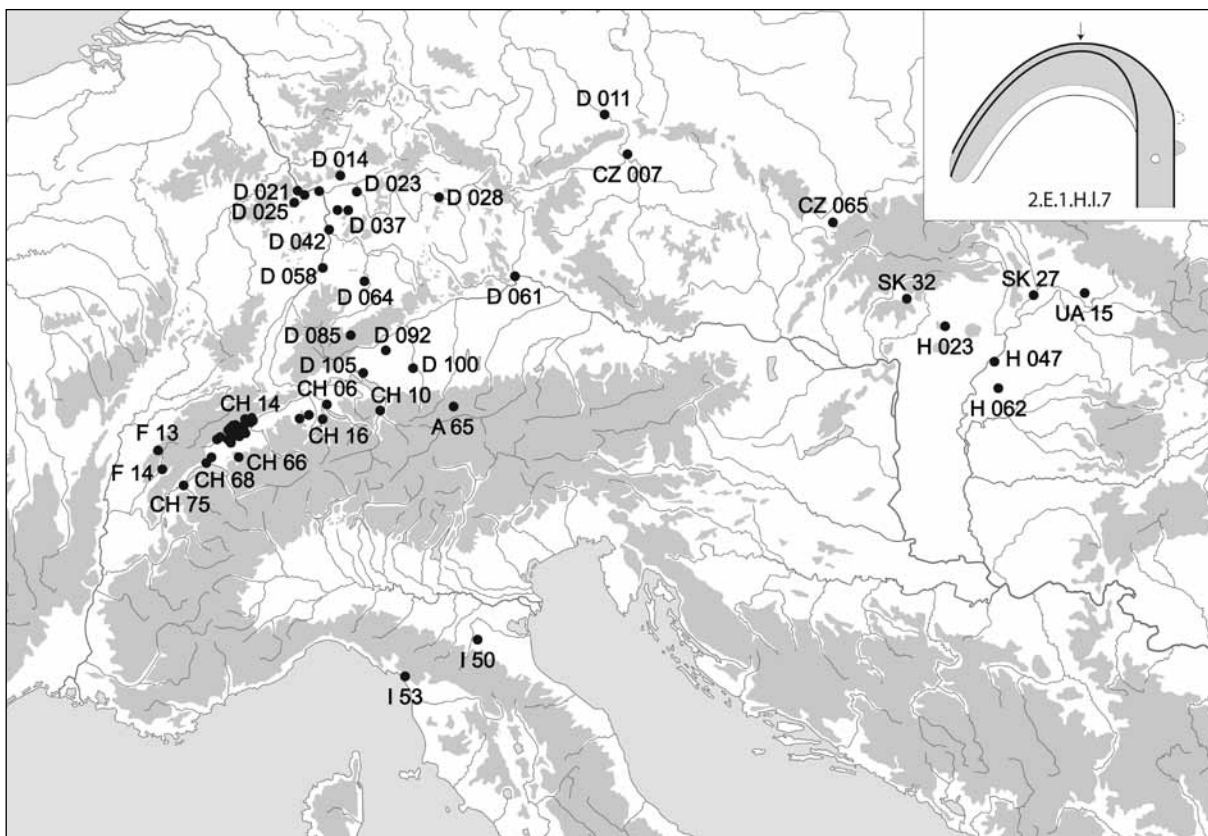 D 011
CZ 007
2.E.1.H.I.7
D 014
D 021
D 023
D 028
D 025
D 037
CZ 065
D 042
D 058
D 064
D 061
SK 32
SK 27
UA 15
H 023
D 085
D 092
H 047
D 105
D 100
H 062
CH 06
CH 10
CH 14
CH 16
A 65
F 13
F 14
CH 66
CH 68
CH 75
I 50
I 53